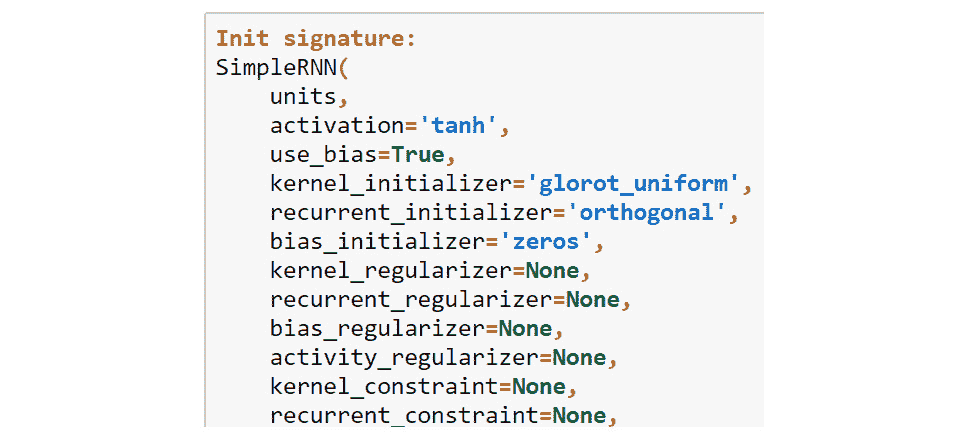 Init signature:
SimpleRNN(
    units,
    activation='tanh',
    use_bias=True,
    kernel_initializer='glorot_uniform',
    recurrent_initializer='orthogonal',
    bias_initializer='zeros',
    kernel_regularizer=None,
    recurrent_regularizer=None,
    bias_regularizer=None,
    activity_regularizer=None,
    kernel_constraint=None,
    recurrent_constraint=None,